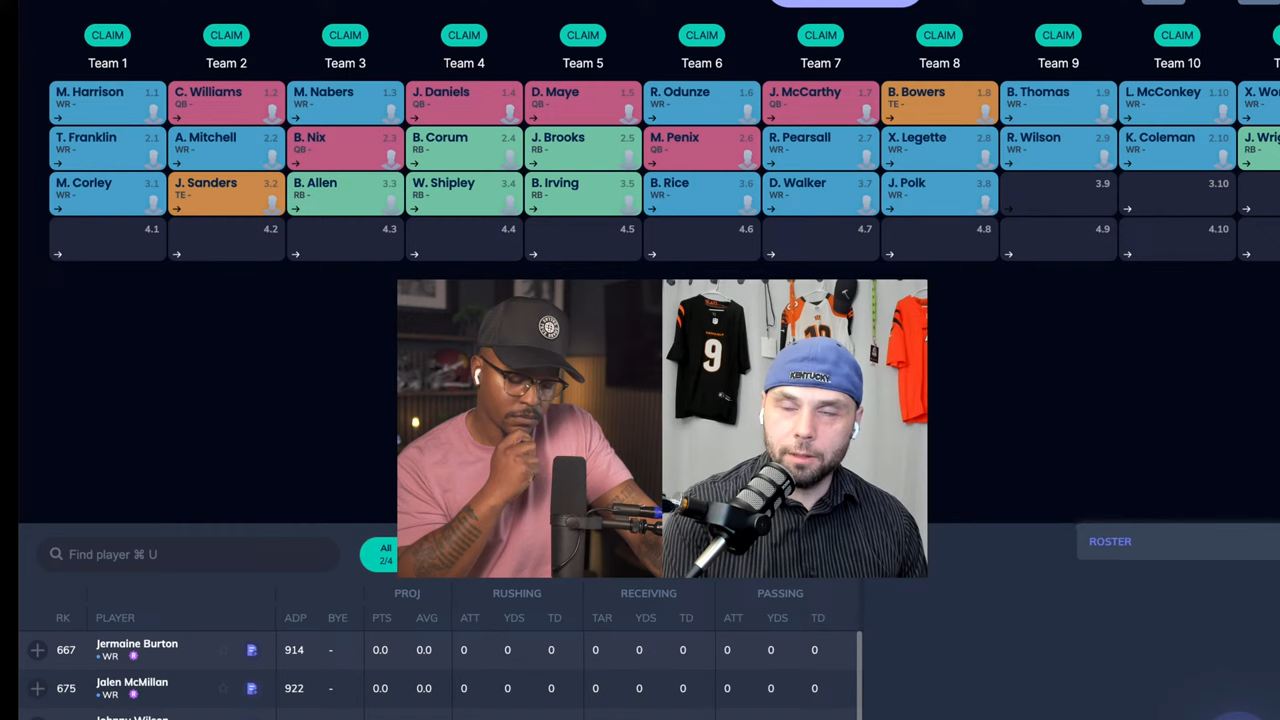 CLAIM CLAIM CLAIM CLAIM CLAIM CLAIM CLAIM CLAIM CLAIM CLAIM
Team 1 Team 2 Team 3 Team 4 Team 5 Team 6 Team 7 Team 8 Team 9 Team 10
M. Harrison 1.1 C. Williams 1.2 M. Nabers 1.3 J. Daniels 1.4 D. Maye 1.5 R. Odunze 1.6 J. McCarthy 1.7 B. Bowers 1.8 B. Thomas 1.9 L. McConkey 1.10 X. Wor
WR - QB - WR - QB - QB - WR - QB - TE - WR - WR - WR -
T. Franklin 2.1 A. Mitchell 2.2 B. Nix 2.3 B. Corum 2.4 J. Brooks 2.5 M. Penix 2.6 R. Pearsall 2.7 X. Legette 2.8 R. Wilson 2.9 K. Coleman 2.10 J. Wrig
WR - WR - QB - RB - RB - QB - WR - WR - WR - WR - RB -
M. Corley 3.1 J. Sanders 3.2 B. Allen 3.3 W. Shipley 3.4 B. Irving 3.5 B. Rice 3.6 D. Walker 3.7 J. Polk 3.8 3.9 3.10
WR - TE - RB - RB - RB - WR - WR - WR -
4.1 4.2 4.3 4.4 4.5 4.6 4.7 4.8 4.9 4.10
9
KENTUCKY
Find player ⌘ U
All
2/4
ROSTER
PROJ RUSHING RECEIVING PASSING
RK PLAYER ADP BYE PTS AVG ATT YDS TD TAR YDS TD ATT YDS TD
667 Jermaine Burton 914 - 0.0 0.0 0 0 0 0 0 0 0 0 0
WR R
675 Jalen McMillan 922 - 0.0 0.0 0 0 0 0 0 0 0 0 0
WR R